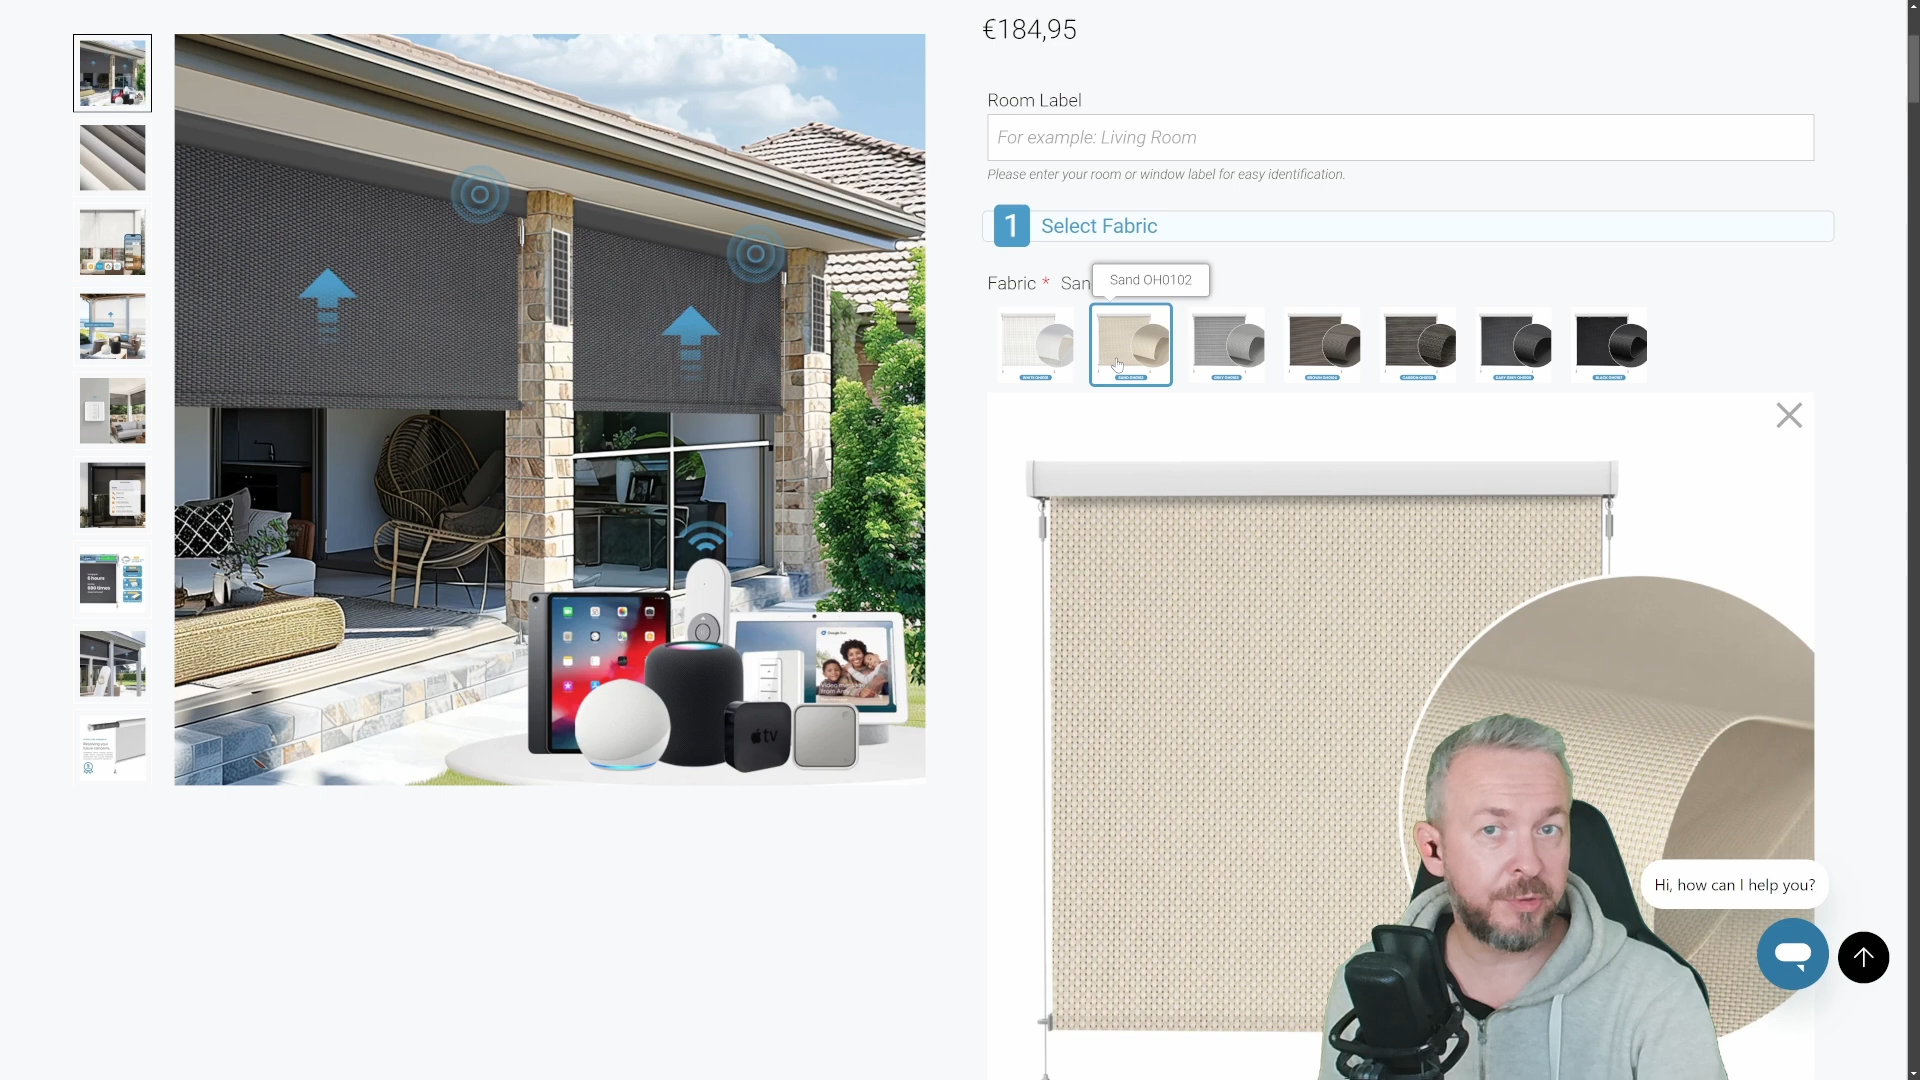 €184,95
Room Label
For example: Living Room
Please enter your room or window label for easy identification.
1 Select Fabric
Fabric * San
Sand OH0102
tv
Hi, how can I help you?